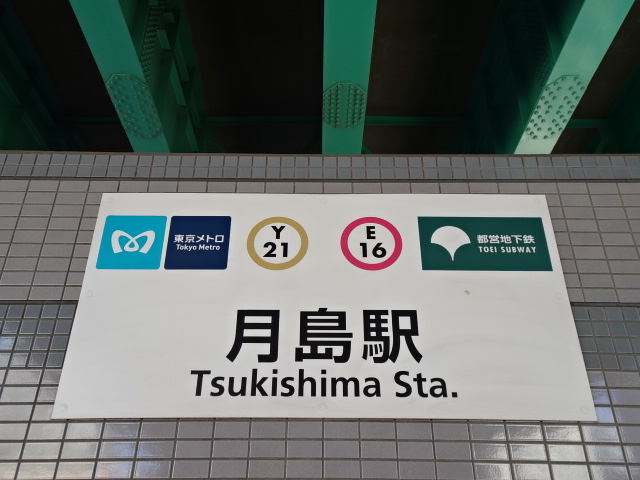 東京メトロ
Tokyo Metro
Y
21
E
16
都営地下鉄
TOEI SUBWAY
月島駅
Tsukishima Sta.